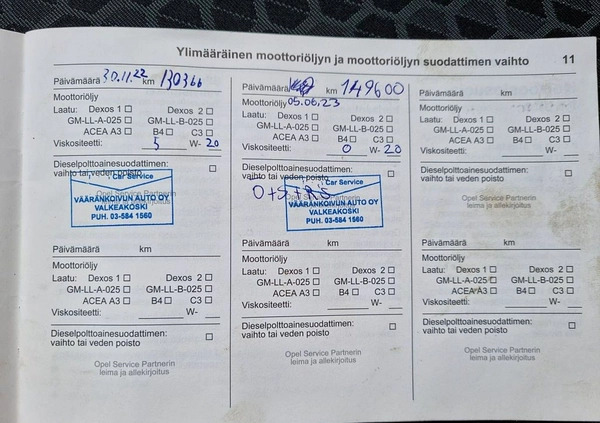 Ylimääräinen moottoriöljyn ja moottoriöljyn suodattimen vaihto 11
Päivämäärä 30.11.22 km 130366
Moottoriöljy
Laatu: Dexos 1 ☐ Dexos 2 ☐
GM-LL-A-025 ☐ GM-LL-B-025 ☐
ACEA A3 ☐ B4 ☐ C3 ☐
Viskositeetti: 5 W- 20
Dieselpolttoainesuodattimen:
vaihto tai veden poisto ☐
Car Service
Opel Service Partnerin
VÄÄRÄNKOIVUN AUTO OY
VALKEAKOSKI
PUH. 03-584 1560
Päivämäärä km 149600
Moottoriöljy 05.06.23
Laatu: Dexos 1 ☐ Dexos 2 ☐
GM-LL-A-025 ☐ GM-LL-B-025 ☐
ACEA A3 ☐ B4 ☐ C3 ☐
Viskositeetti: 0 W- 20
Dieselpolttoainesuodattimen:
vaihto tai veden poisto ☐
Car Service
VÄÄRÄNKOIVUN AUTO OY
VALKEAKOSKI
PUH. 03-584 1560
Päivämäärä km
Moottoriöljy
Laatu: Dexos 1 ☐ Dexos 2 ☐
GM-LL-A-025 ☐ GM-LL-B-025 ☐
ACEA A3 ☐ B4 ☐ C3 ☐
Viskositeetti: W-
Dieselpolttoainesuodattimen:
vaihto tai veden poisto ☐
Opel Service Partnerin
leima ja allekirjoitus
Päivämäärä km
Moottoriöljy
Laatu: Dexos 1 ☐ Dexos 2 ☐
GM-LL-A-025 ☐ GM-LL-B-025 ☐
ACEA A3 ☐ B4 ☐ C3 ☐
Viskositeetti: W-
Dieselpolttoainesuodattimen:
vaihto tai veden poisto ☐
Opel Service Partnerin
leima ja allekirjoitus
Päivämäärä km
Moottoriöljy
Laatu: Dexos 1 ☐ Dexos 2 ☐
GM-LL-A-025 ☐ GM-LL-B-025 ☐
ACEA A3 ☐ B4 ☐ C3 ☐
Viskositeetti: W-
Dieselpolttoainesuodattimen:
vaihto tai veden poisto ☐
Opel Service Partnerin
leima ja allekirjoitus
Päivämäärä km
Moottoriöljy
Laatu: Dexos 1 ☐ Dexos 2 ☐
GM-LL-A-025 ☐ GM-LL-B-025 ☐
ACEA A3 ☐ B4 ☐ C3 ☐
Viskositeetti: W-
Dieselpolttoainesuodattimen:
vaihto tai veden poisto ☐
Opel Service Partnerin
leima ja allekirjoitus